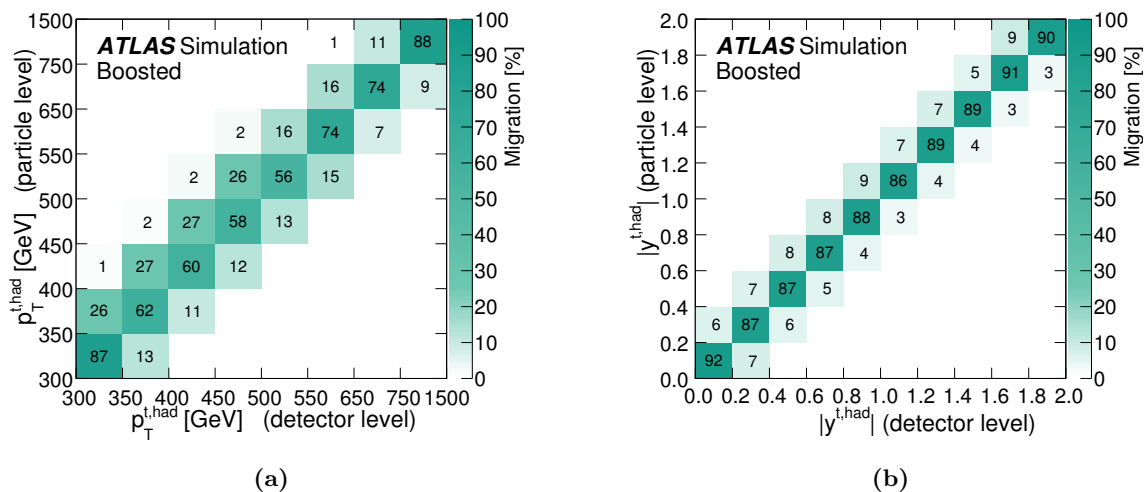 ATLAS Simulation
Boosted
p_T^{t,had} [GeV] (particle level)
1500
750
650
550
500
450
400
350
300
1 11 88
16 74 9
2 16 74 7
2 26 56 15
2 27 58 13
1 27 60 12
26 62 11
87 13
300 350 400 450 500 550 650 750 1500
p_T^{t,had} [GeV] (detector level)
100
90
80
70
60
50
40
30
20
10
0
Migration [%]
(a)
ATLAS Simulation
Boosted
|y^{t,had}| (particle level)
2.0
1.8
1.6
1.4
1.2
1.0
0.8
0.6
0.4
0.2
0.0
9 90
5 91 3
7 89 3
7 89 4
9 86 4
8 88 3
8 87 4
7 87 5
6 87 6
92 7
0.0 0.2 0.4 0.6 0.8 1.0 1.2 1.4 1.6 1.8 2.0
|y^{t,had}| (detector level)
100
90
80
70
60
50
40
30
20
10
0
Migration [%]
(b)